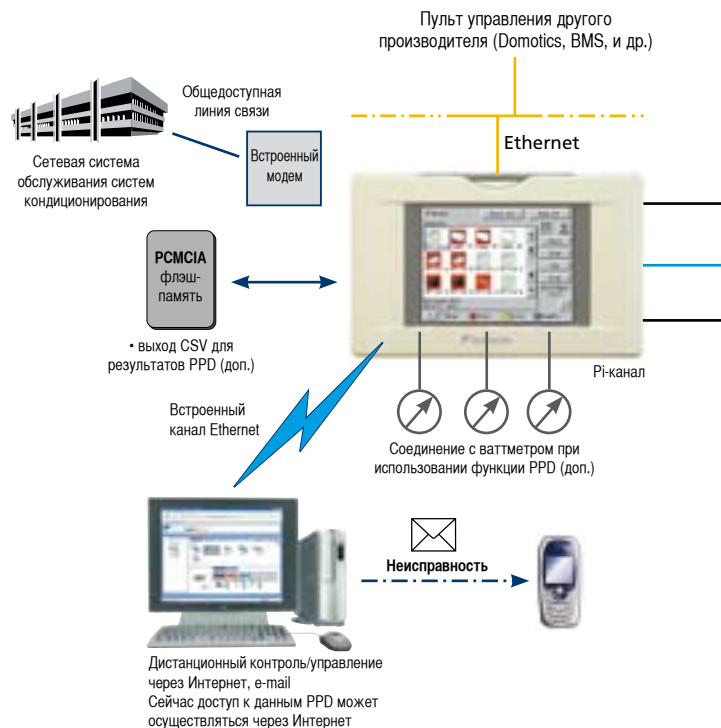 Пульт управления другого
производителя (Domotics, BMS, и др.)
Общедоступная
линия связи
Ethernet
Встроенный
модем
Сетевая система
обслуживания систем
кондиционирования
PCMCIA
флэш-
память
• выход CSV для
результатов PPD (доп.)
Pi-канал
Встроенный
канал Ethernet
Соединение с ваттметром при
использовании функции PPD (доп.)
Неисправность
Дистанционный контроль/управление
через Интернет, e-mail
Сейчас доступ к данным PPD может
осуществляться через Интернет